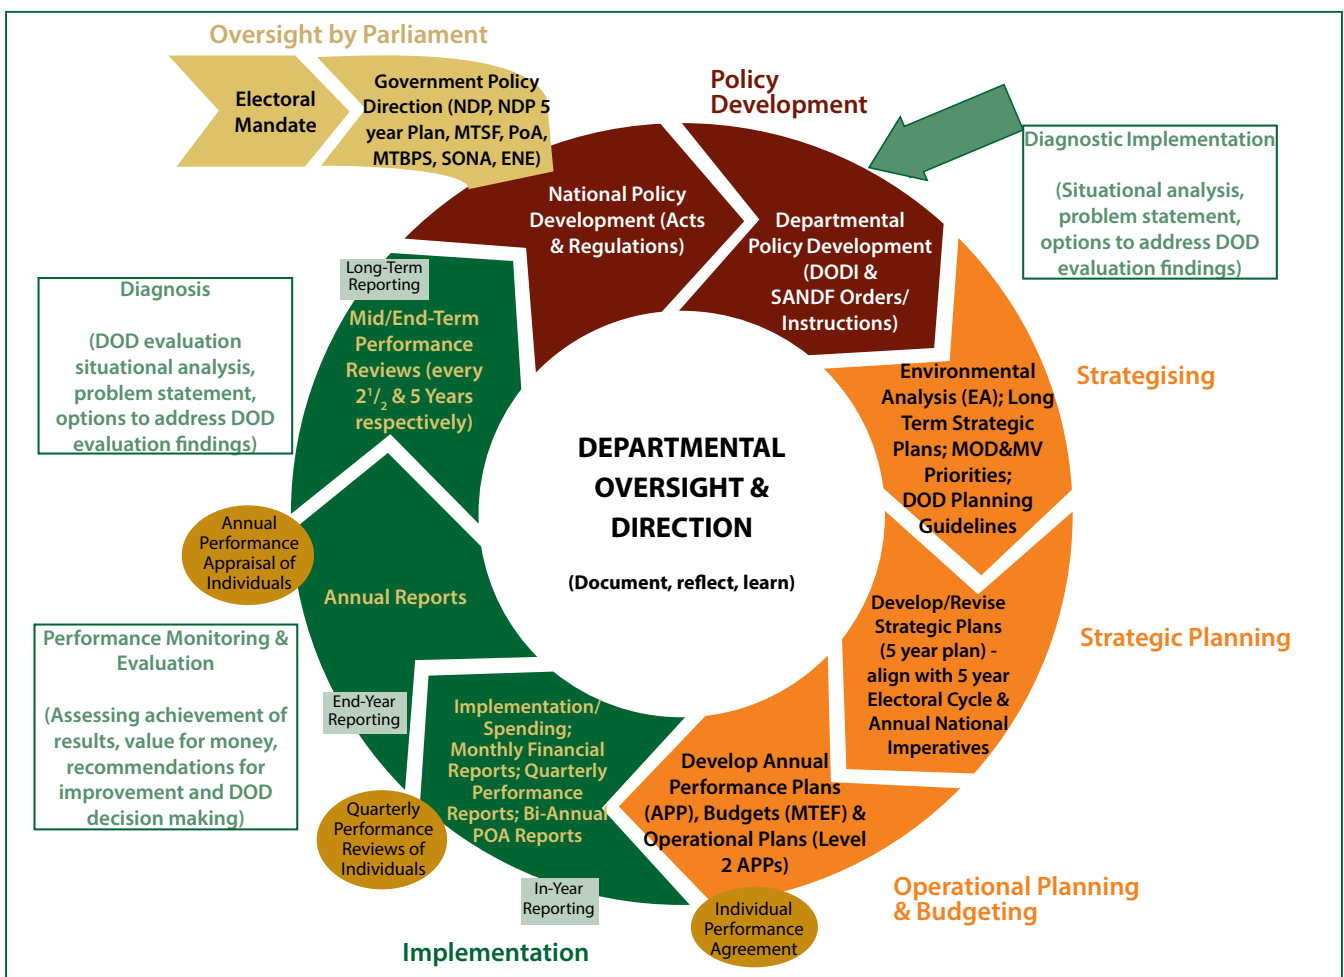 Oversight by Parliament
Electoral
Mandate
Government Policy
Direction (NDP, NDP 5
year Plan, MTSF, PoA,
MTBPS, SONA, ENE)
Policy
Development
National Policy
Development (Acts
& Regulations)
Departmental
Policy Development
(DODI &
SANDF Orders/
Instructions)
Diagnostic Implementation
(Situational analysis,
problem statement,
options to address DOD
evaluation findings)
Strategising
Environmental
Analysis (EA); Long
Term Strategic
Plans; MOD&MV
Priorities;
DOD Planning
Guidelines
Strategic Planning
Develop/Revise
Strategic Plans
(5 year plan) -
align with 5 year
Electoral Cycle &
Annual National
Imperatives
Operational Planning
& Budgeting
Develop Annual
Performance Plans
(APP), Budgets (MTEF) &
Operational Plans (Level
2 APPs)
Individual
Performance
Agreement
Implementation
In-Year
Reporting
Implementation/
Spending;
Monthly Financial
Reports; Quarterly
Performance
Reports; Bi-Annual
POA Reports
Quarterly
Performance
Reviews of
Individuals
End-Year
Reporting
Performance Monitoring &
Evaluation
(Assessing achievement of
results, value for money,
recommendations for
improvement and DOD
decision making)
Annual Reports
Annual
Performance
Appraisal of
Individuals
Diagnosis
(DOD evaluation
situational analysis,
problem statement,
options to address DOD
evaluation findings)
Long-Term
Reporting
Mid/End-Term
Performance
Reviews (every
2 1/2 & 5 Years
respectively)
DEPARTMENTAL
OVERSIGHT &
DIRECTION
(Document, reflect, learn)